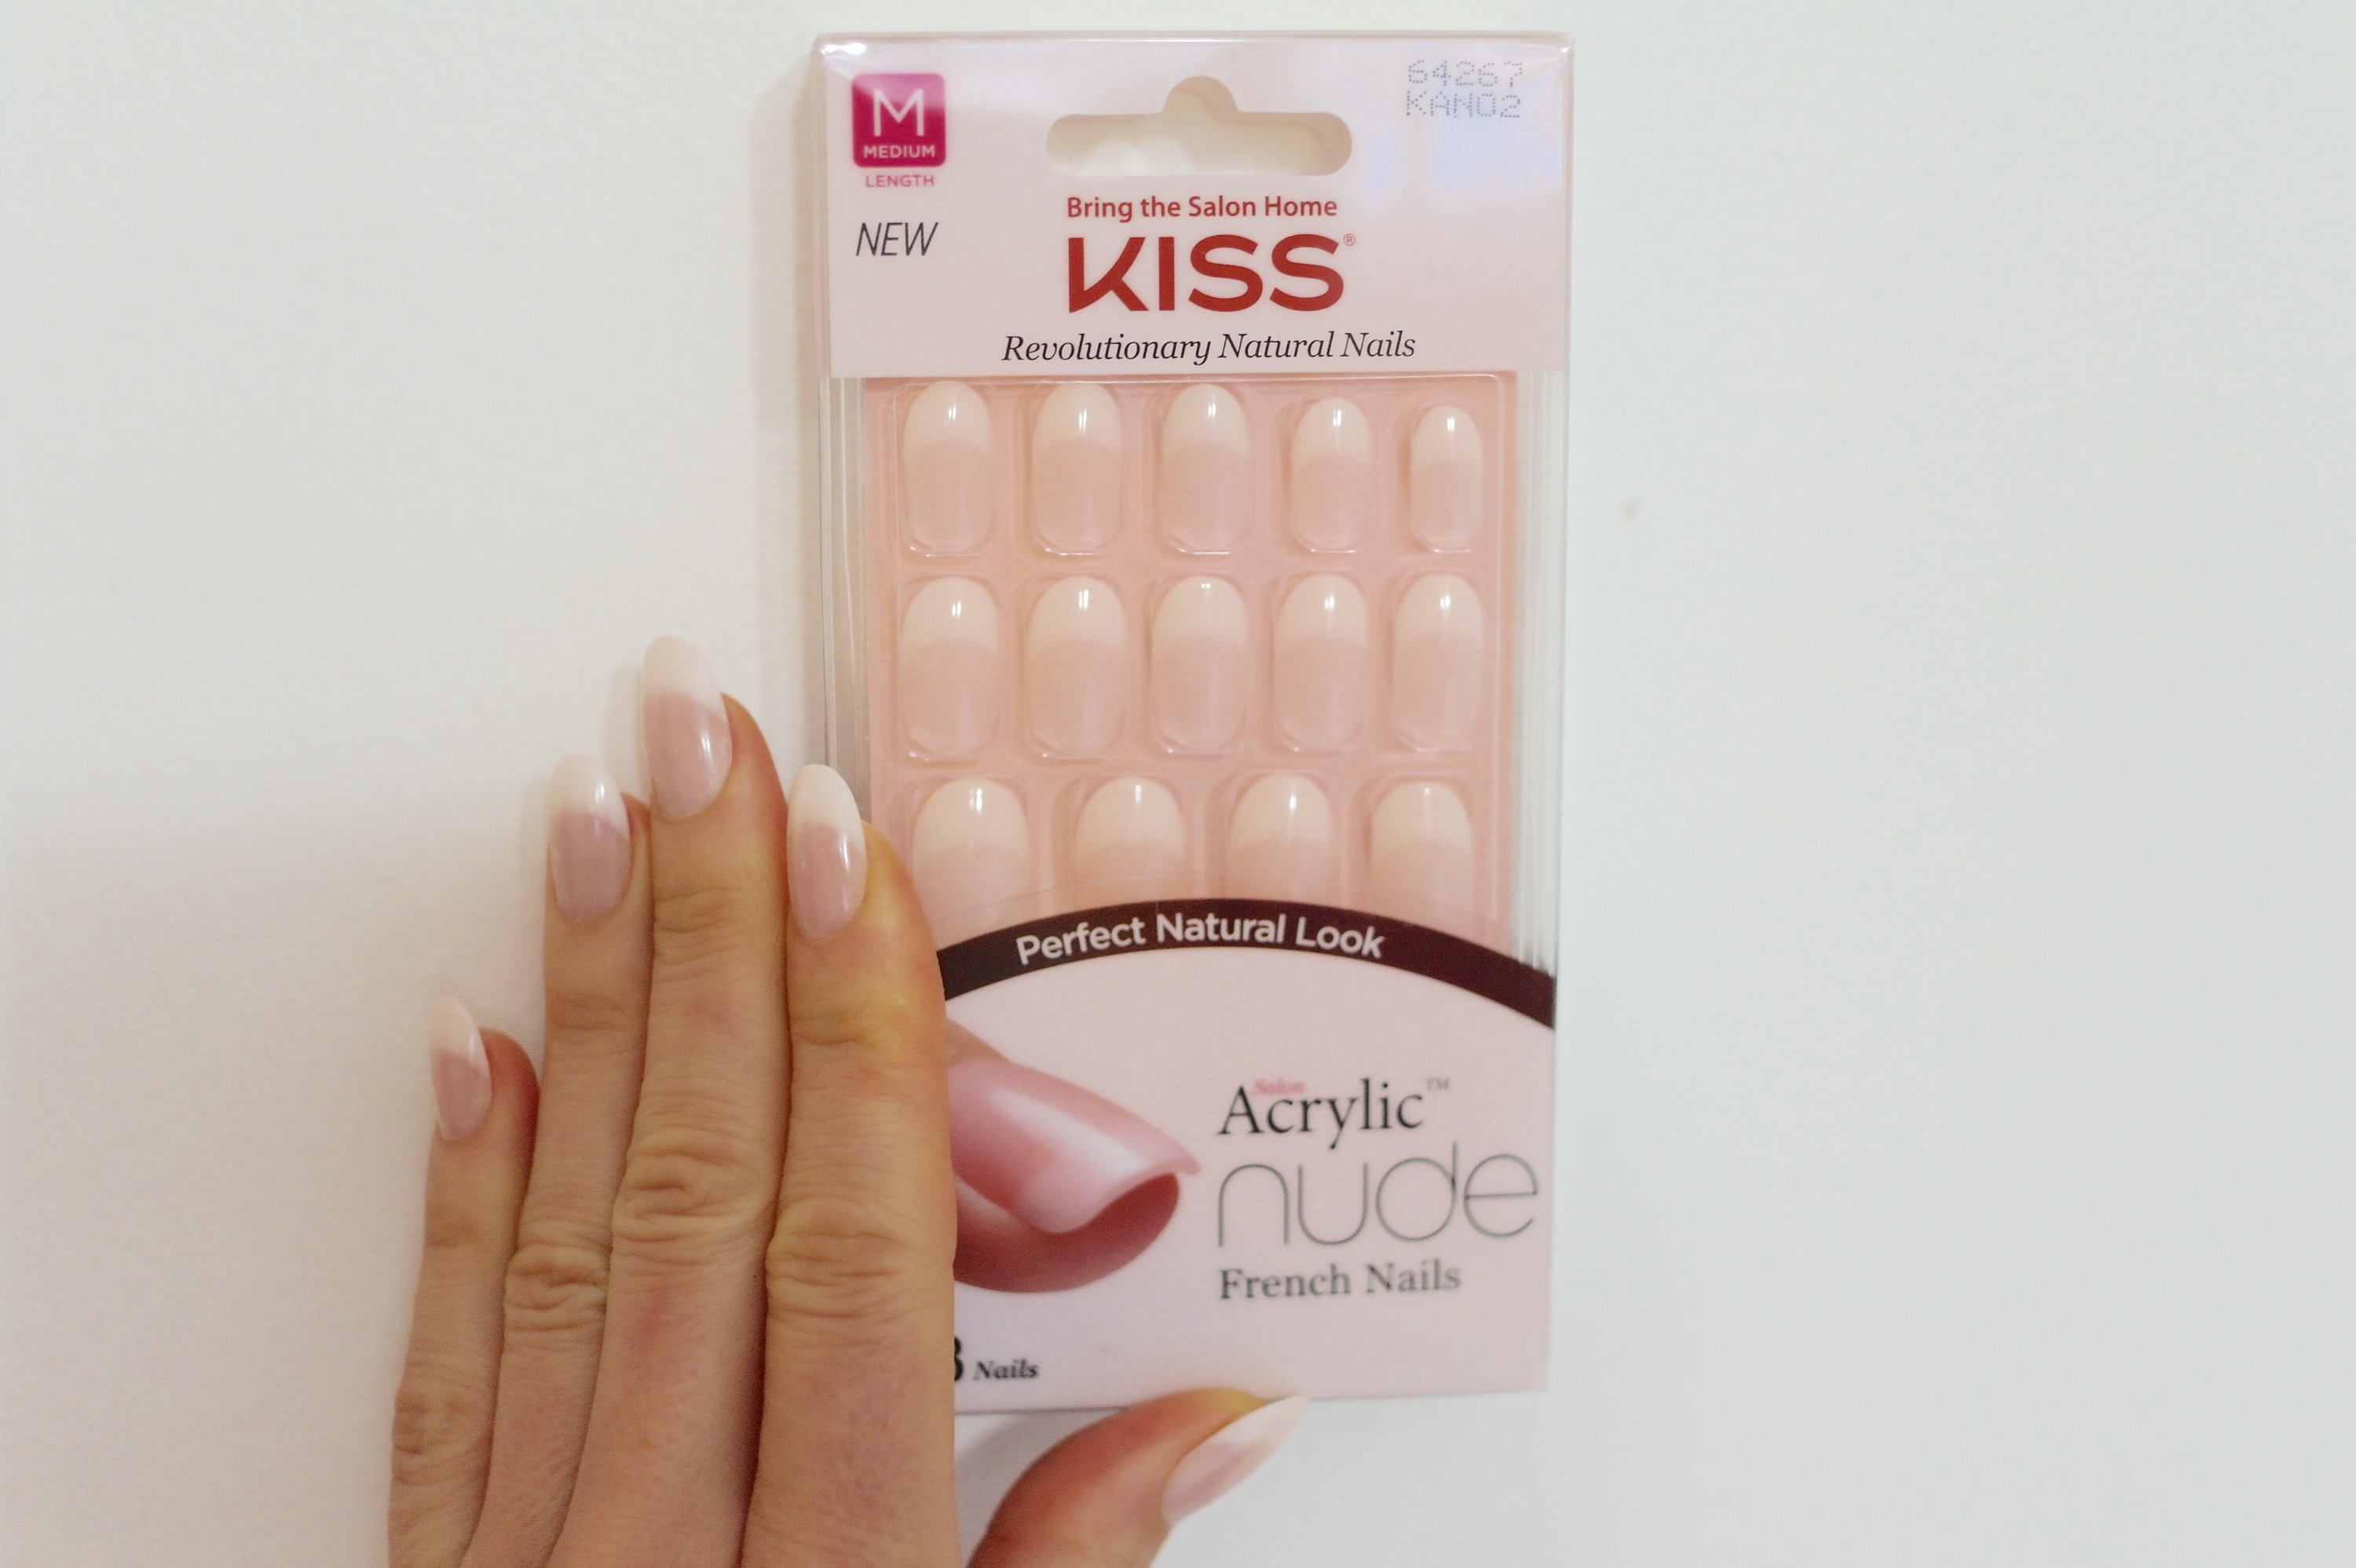 64267
KAN02
M
MEDIUM
LENGTH
Bring the Salon Home
NEW
KISS®
Revolutionary Natural Nails
Perfect Natural Look
Salon
Acrylic™
nude
French Nails
Nails